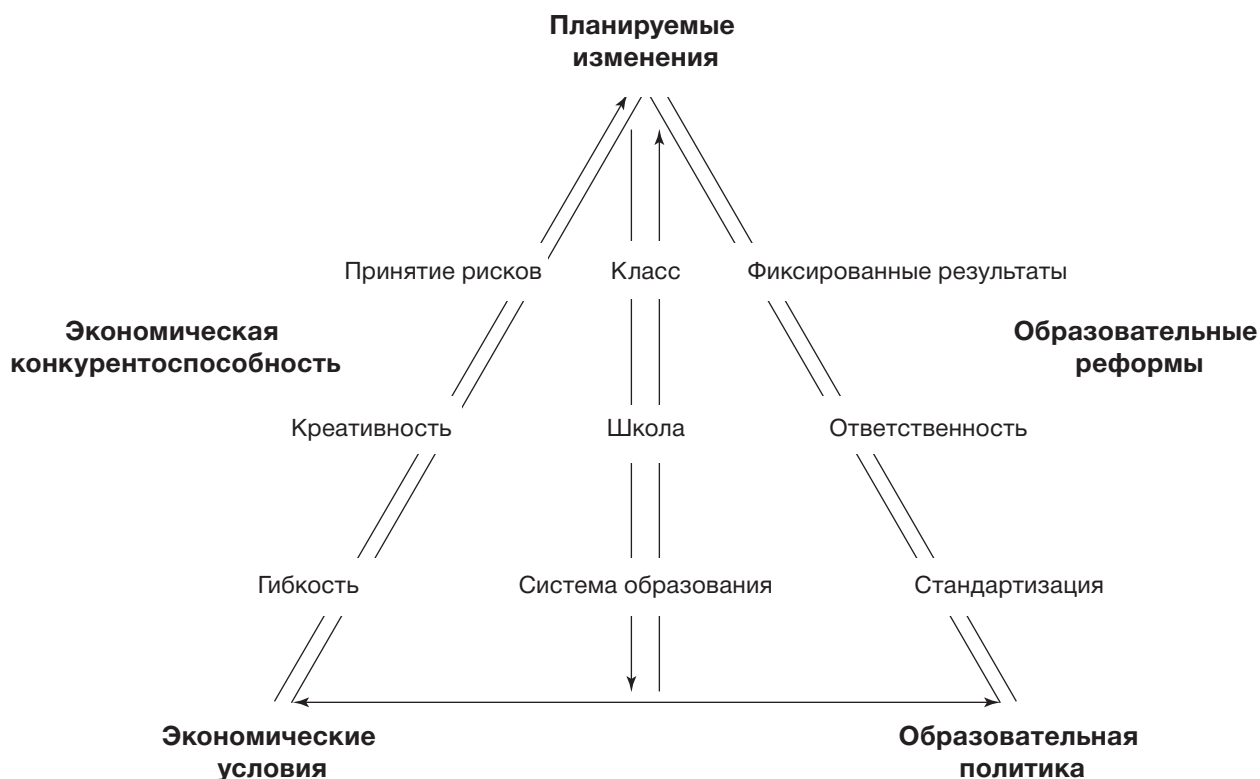 Планируемые
изменения
Принятие рисков
Класс
Фиксированные результаты
Экономическая
конкурентоспособность
Образовательные
реформы
Креативность
Школа
Ответственность
Гибкость
Система образования
Стандартизация
Экономические
условия
Образовательная
политика